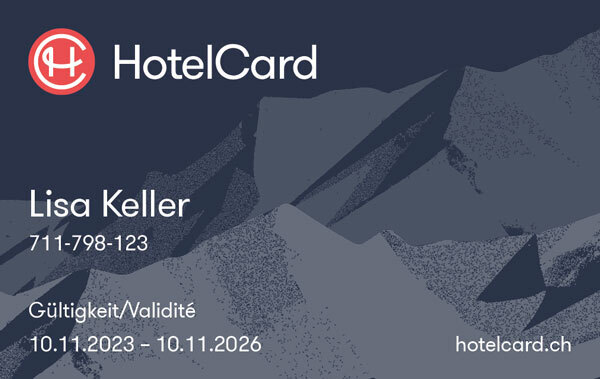 HotelCard
Lisa Keller
711-798-123
Gültigkeit/Validité
10.11.2023 – 10.11.2026
hotelcard.ch